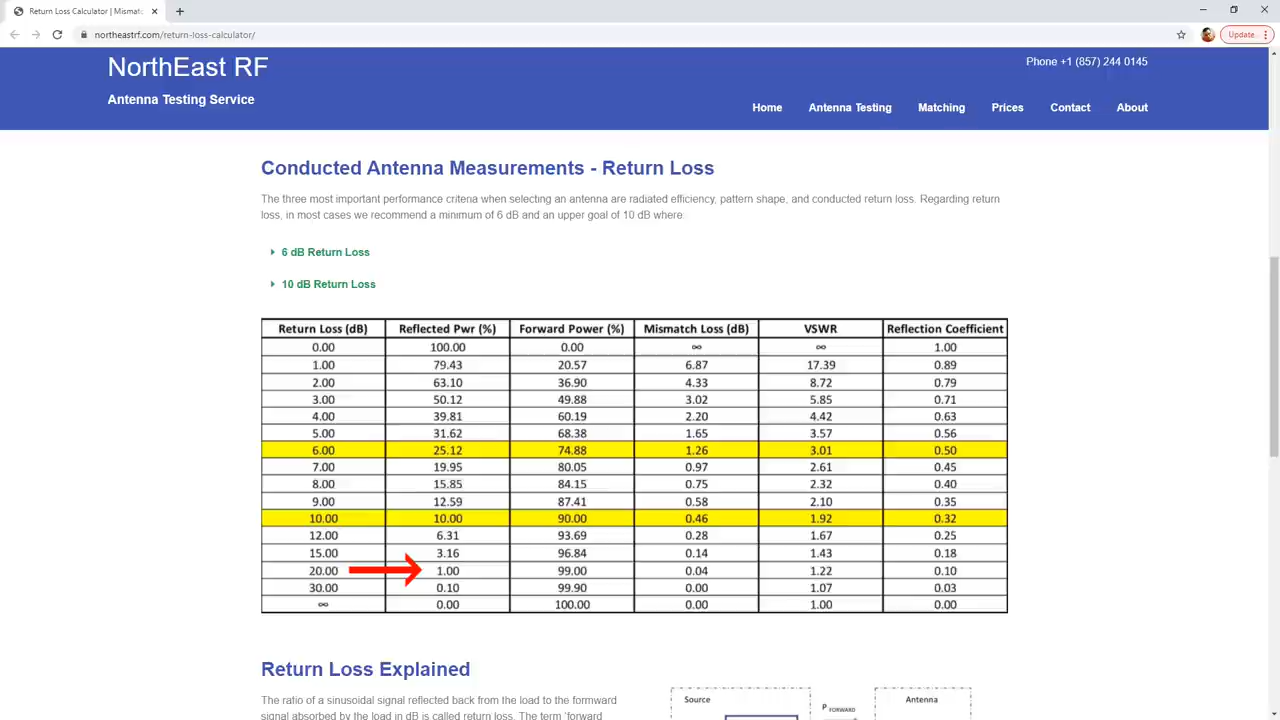 Return Loss Calculator | Mismat
northeastrf.com/return-loss-calculator/
Update
NorthEast RF
Phone +1 (857) 244 0145
Antenna Testing Service
Home Antenna Testing Matching Prices Contact About
Conducted Antenna Measurements - Return Loss
The three most important performance criteria when selecting an antenna are radiated efficiency, pattern shape, and conducted return loss. Regarding return
loss, in most cases we recommend a minimum of 6 dB and an upper goal of 10 dB where:
6 dB Return Loss
10 dB Return Loss
Return Loss (dB) Reflected Pwr (%) Forward Power (%) Mismatch Loss (dB) VSWR Reflection Coefficient
0.00 100.00 0.00 ∞ ∞ 1.00
1.00 79.43 20.57 6.87 17.39 0.89
2.00 63.10 36.90 4.33 8.72 0.79
3.00 50.12 49.88 3.02 5.85 0.71
4.00 39.81 60.19 2.20 4.42 0.63
5.00 31.62 68.38 1.65 3.57 0.56
6.00 25.12 74.88 1.26 3.01 0.50
7.00 19.95 80.05 0.97 2.61 0.45
8.00 15.85 84.15 0.75 2.32 0.40
9.00 12.59 87.41 0.58 2.10 0.35
10.00 10.00 90.00 0.46 1.92 0.32
12.00 6.31 93.69 0.28 1.67 0.25
15.00 3.16 96.84 0.14 1.43 0.18
20.00 1.00 99.00 0.04 1.22 0.10
30.00 0.10 99.90 0.00 1.07 0.03
∞ 0.00 100.00 0.00 1.00 0.00
Return Loss Explained
The ratio of a sinusoidal signal reflected back from the load to the formward
signal absorbed by the load in dB is called return loss. The term 'forward
Source
P FORWARD
Antenna